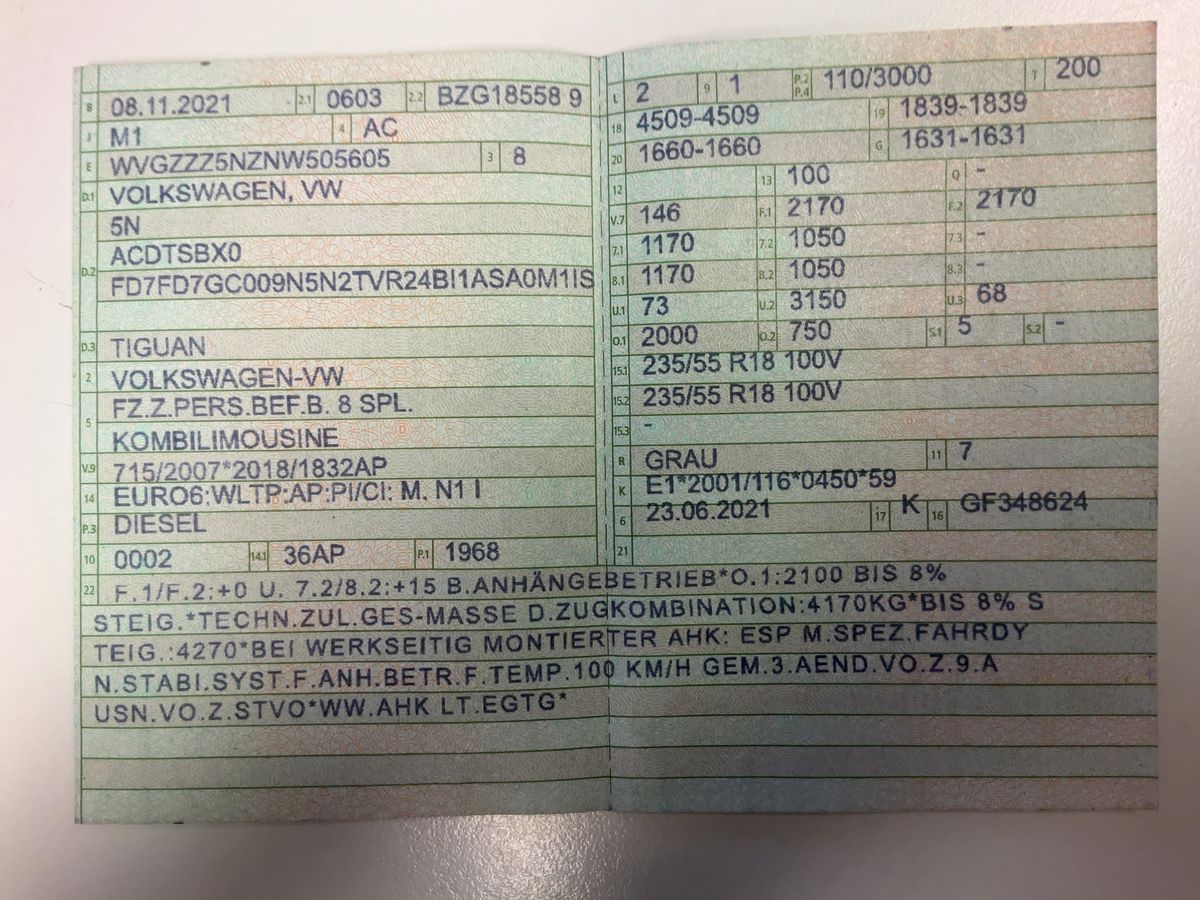 B 08.11.2021 2.1 0603 2.2 BZG18558 9
J M1 4 AC
E WVGZZZ5NZNW505605 3 8
D.1 VOLKSWAGEN, VW
5N
D.2 ACDTSBX0
FD7FD7GC009N5N2TVR24BI1ASA0M1IS
D.3 TIGUAN
2 VOLKSWAGEN-VW
5 FZ.Z.PERS.BEF.B. 8 SPL.
KOMBILIMOUSINE
V.9 715/2007*2018/1832AP
14 EURO6:WLTP:AP:PI/CI: M. N1 I
P.3 DIESEL
10 0002 14.1 36AP P.1 1968
L 2 9 1 P.2 P.4 110/3000 T 200
18 4509-4509 19 1839-1839
20 1660-1660 G 1631-1631
12 13 100 Q -
V.7 146 F.1 2170 F.2 2170
7.1 1170 7.2 1050 7.3 -
8.1 1170 8.2 1050 8.3 -
U.1 73 U.2 3150 U.3 68
O.1 2000 O.2 750 S.1 5 S.2 -
15.1 235/55 R18 100V
15.2 235/55 R18 100V
15.3 -
R GRAU 11 7
K E1*2001/116*0450*59
6 23.06.2021 17 K 16 GF348624
21
22 F.1/F.2:+0 U. 7.2/8.2:+15 B.ANHÄNGEBETRIEB*O.1:2100 BIS 8%
STEIG.*TECHN.ZUL.GES-MASSE D.ZUGKOMBINATION:4170KG*BIS 8% S
TEIG.:4270*BEI WERKSEITIG MONTIERTER AHK: ESP M.SPEZ.FAHRDY
N.STABI.SYST.F.ANH.BETR.F.TEMP.100 KM/H GEM.3.AEND.VO.Z.9.A
USN.VO.Z.STVO*WW.AHK LT.EGTG*